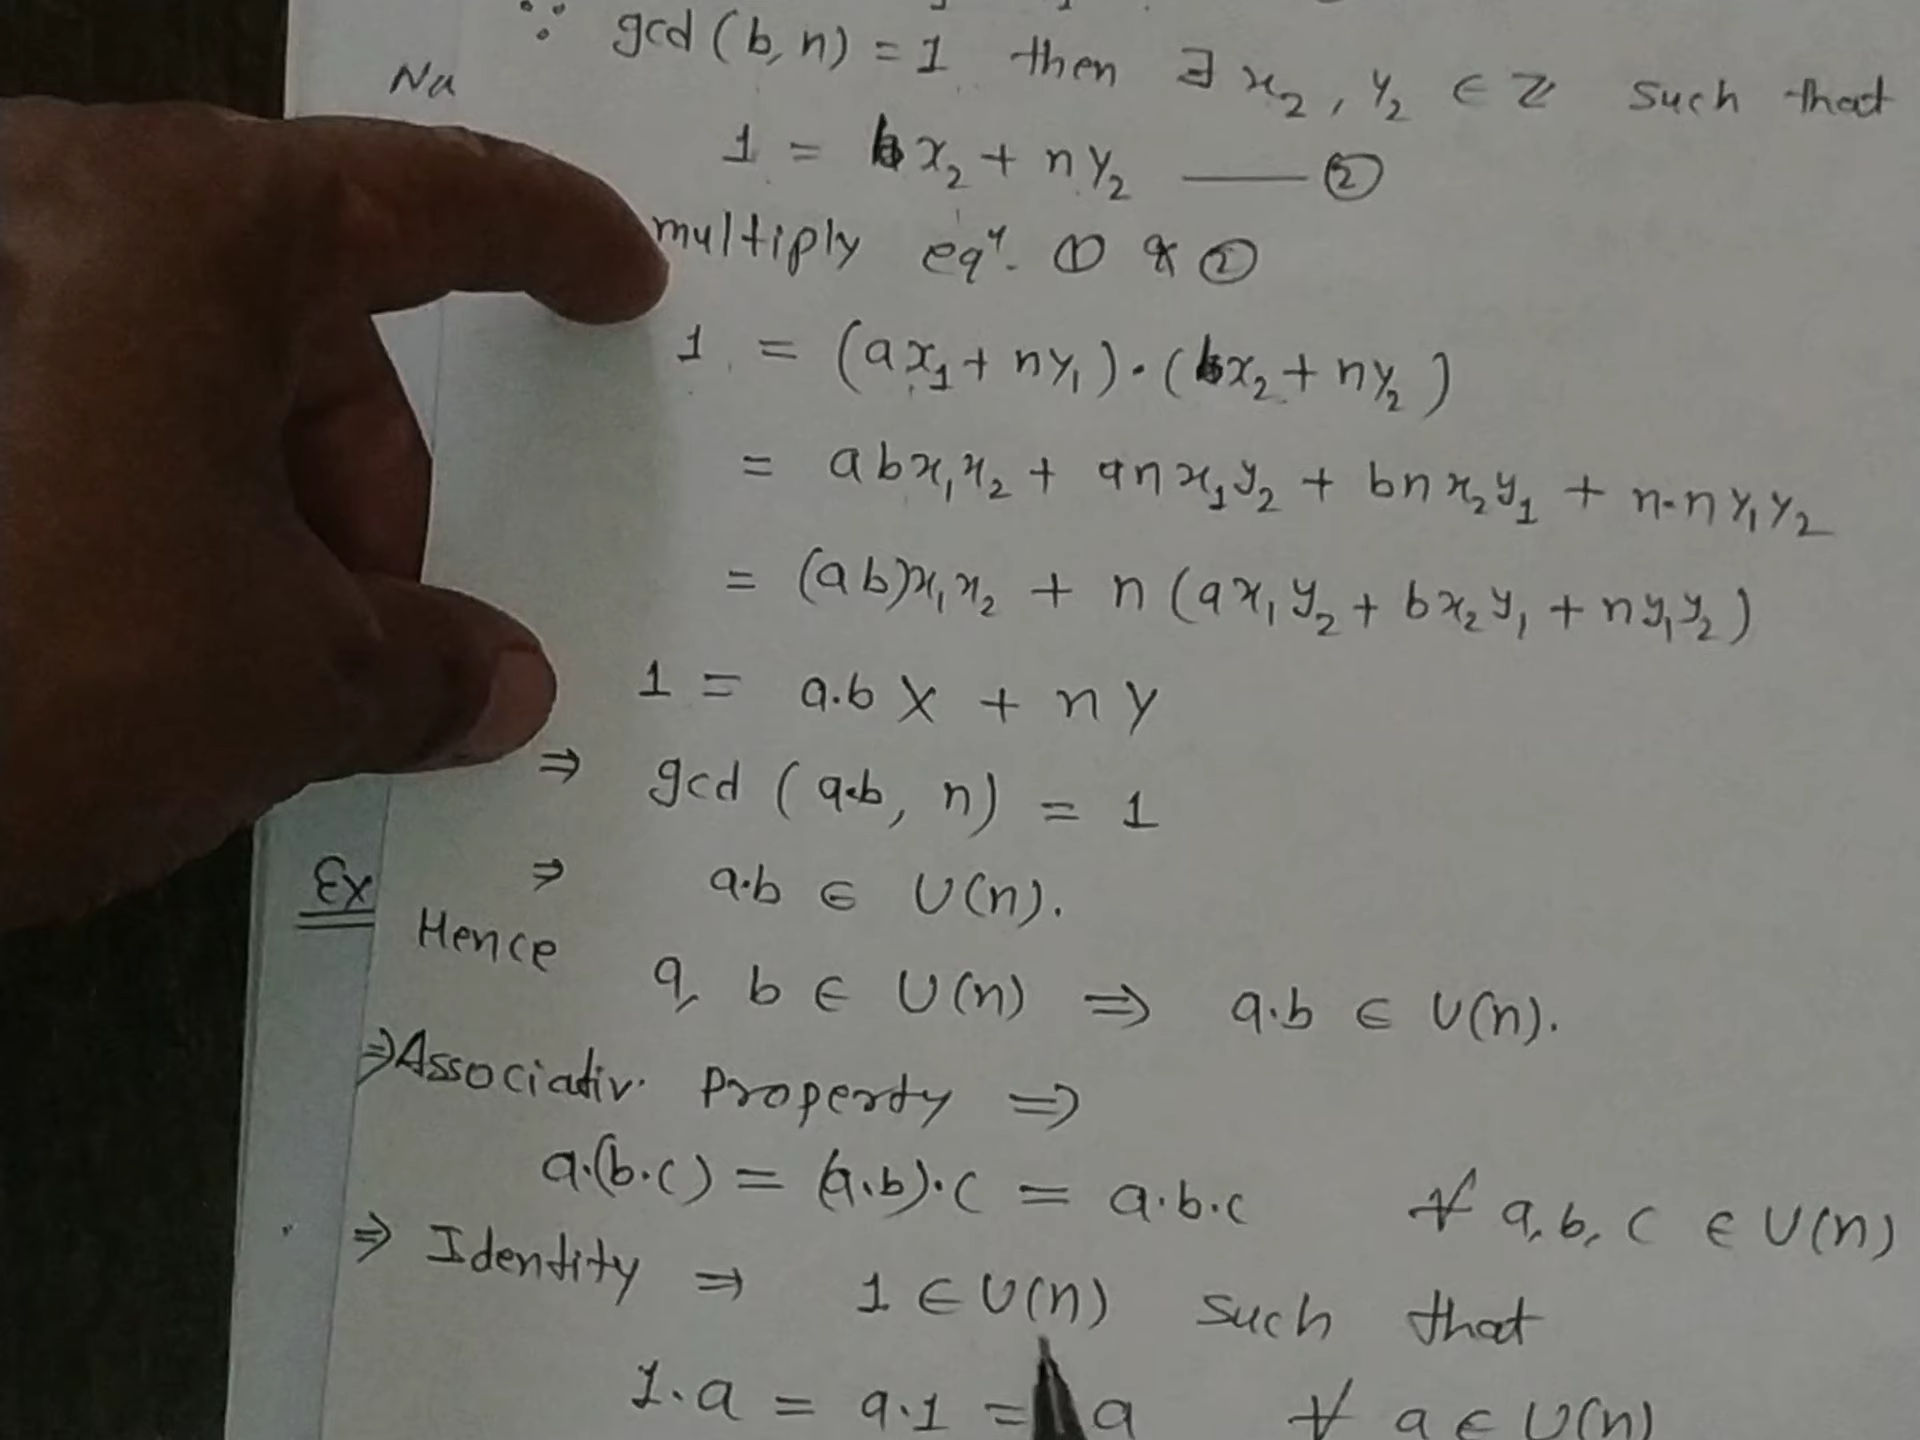 ∵ gcd (b, n) = 1 then ∃ x₂, y₂ ∈ ℤ such that
Na
1 = bx₂ + ny₂ —— ②
multiply eqⁿ. ① & ②
1 = (ax₁ + ny₁) · (bx₂ + ny₂)
= abx₁x₂ + anx₁y₂ + bnx₂y₁ + n·ny₁y₂
= (ab)x₁x₂ + n(ax₁y₂ + bx₂y₁ + ny₁y₂)
1 = a.b X + n Y
⇒ gcd (a·b, n) = 1
Ex
⇒ a·b ∈ U(n).
Hence a, b ∈ U(n) ⇒ a.b ∈ U(n).
⇒ Associativ. Property ⇒
a.(b.c) = (a.b).c = a.b.c ∀ a, b, c ∈ U(n)
⇒ Identity ⇒ 1 ∈ U(n) such that
1.a = a.1 = a ∀ a ∈ U(n)